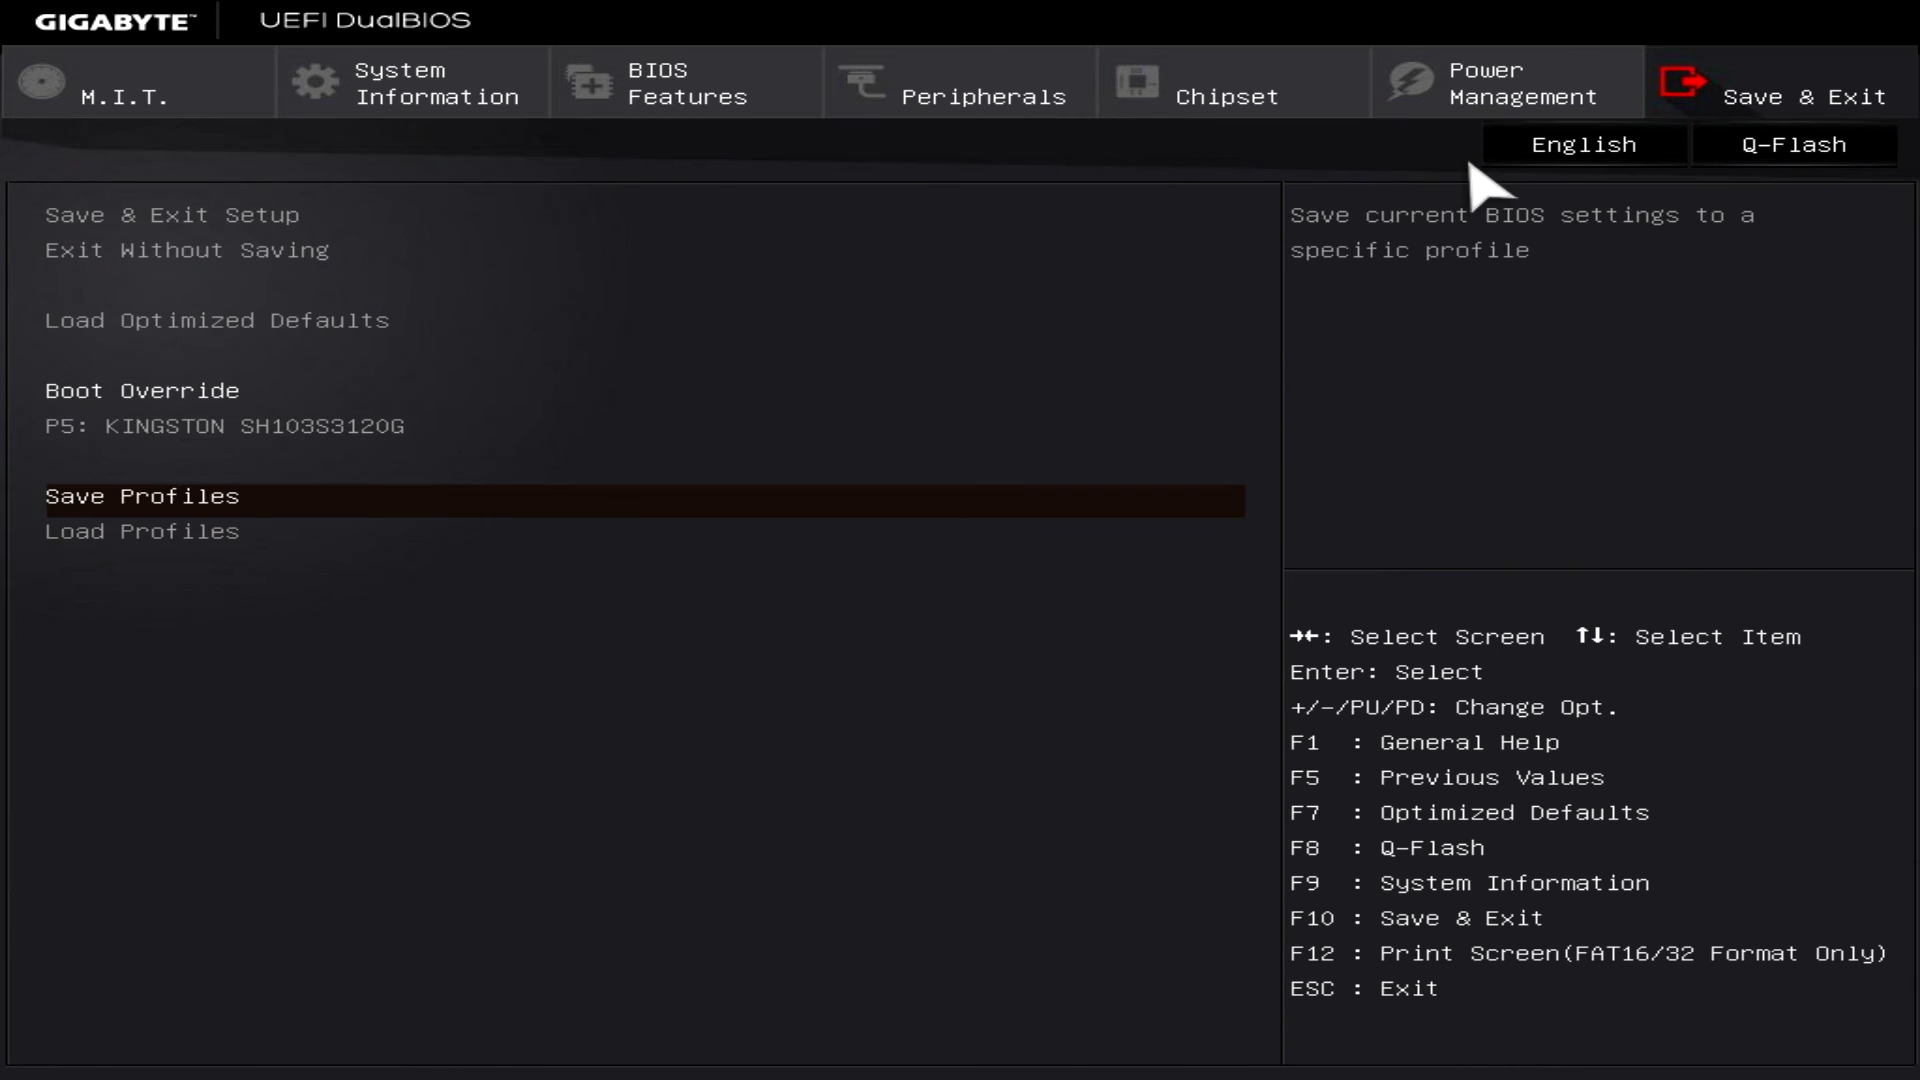 GIGABYTE™ UEFI DualBIOS
M.I.T.
System
Information
BIOS
Features
Peripherals
Chipset
Power
Management
Save & Exit
English
Q-Flash
Save & Exit Setup
Exit Without Saving
Load Optimized Defaults
Boot Override
P5: KINGSTON SH103S3120G
Save Profiles
Load Profiles
Save current BIOS settings to a
specific profile
→←: Select Screen ↑↓: Select Item
Enter: Select
+/-/PU/PD: Change Opt.
F1 : General Help
F5 : Previous Values
F7 : Optimized Defaults
F8 : Q-Flash
F9 : System Information
F10 : Save & Exit
F12 : Print Screen(FAT16/32 Format Only)
ESC : Exit